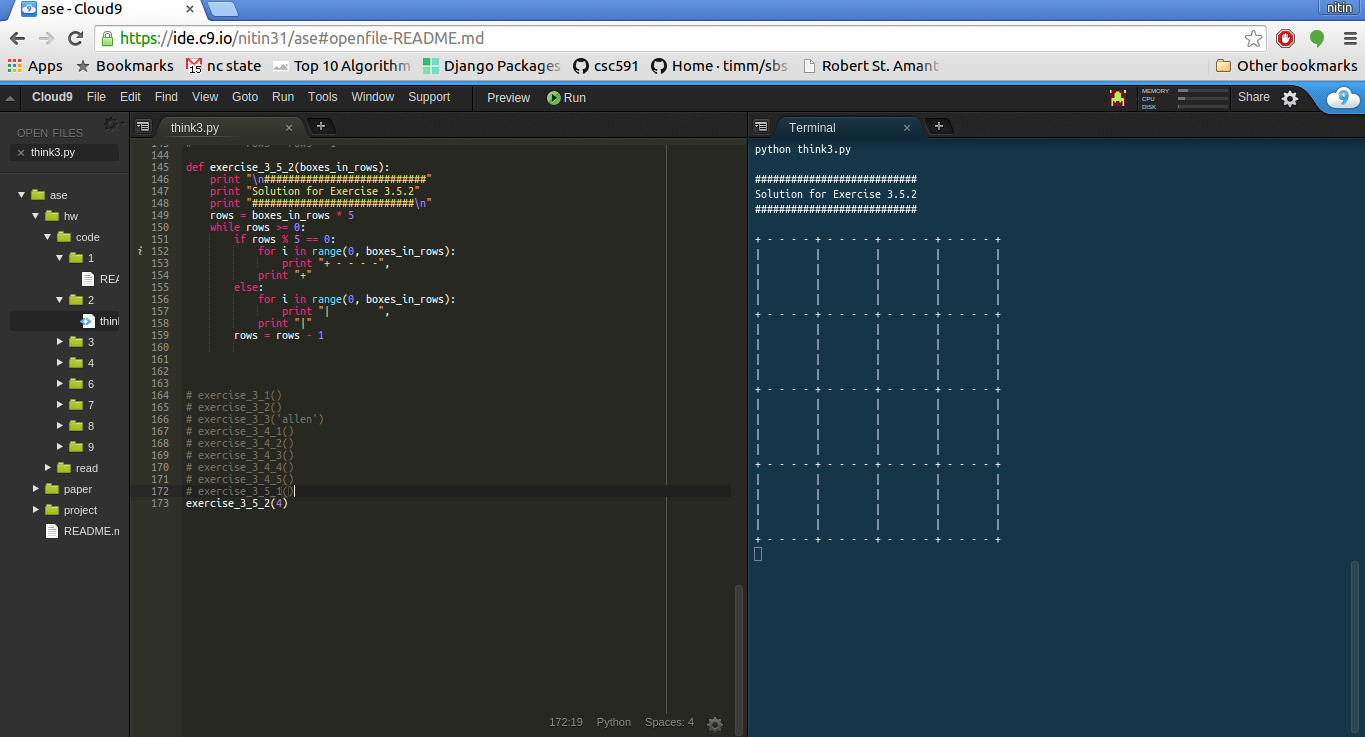 ase - Cloud9 × nitin
https://ide.c9.io/nitin31/ase#openfile-README.md
Apps Bookmarks 15 nc state Top 10 Algorithm Django Packages csc591 Home · timm/sbs Robert St. Amant Other bookmarks
Cloud9 File Edit Find View Goto Run Tools Window Support Preview Run MEMORY CPU DISK Share 9
OPEN FILES
× think3.py
ase
hw
code
1
REA
2
think
3
4
6
7
8
9
read
paper
project
README.m
think3.py × +
144
145 def exercise_3_5_2(boxes_in_rows):
146     print "\n###########################"
147     print "Solution for Exercise 3.5.2"
148     print "###########################\n"
149     rows = boxes_in_rows * 5
150     while rows >= 0:
151         if rows % 5 == 0:
152             for i in range(0, boxes_in_rows):
153                 print "+ - - - -",
154             print "+"
155         else:
156             for i in range(0, boxes_in_rows):
157                 print "|        ",
158             print "|"
159         rows = rows - 1
160
161
162
163
164 # exercise_3_1()
165 # exercise_3_2()
166 # exercise_3_3('allen')
167 # exercise_3_4_1()
168 # exercise_3_4_2()
169 # exercise_3_4_3()
170 # exercise_3_4_4()
171 # exercise_3_4_5()
172 # exercise_3_5_1()
173 exercise_3_5_2(4)
172:19 Python Spaces: 4
Terminal × +
python think3.py
###########################
Solution for Exercise 3.5.2
###########################
+ - - - - + - - - - + - - - - + - - - - +
|         |         |         |         |
|         |         |         |         |
|         |         |         |         |
|         |         |         |         |
+ - - - - + - - - - + - - - - + - - - - +
|         |         |         |         |
|         |         |         |         |
|         |         |         |         |
|         |         |         |         |
+ - - - - + - - - - + - - - - + - - - - +
|         |         |         |         |
|         |         |         |         |
|         |         |         |         |
|         |         |         |         |
+ - - - - + - - - - + - - - - + - - - - +
|         |         |         |         |
|         |         |         |         |
|         |         |         |         |
|         |         |         |         |
+ - - - - + - - - - + - - - - + - - - - +